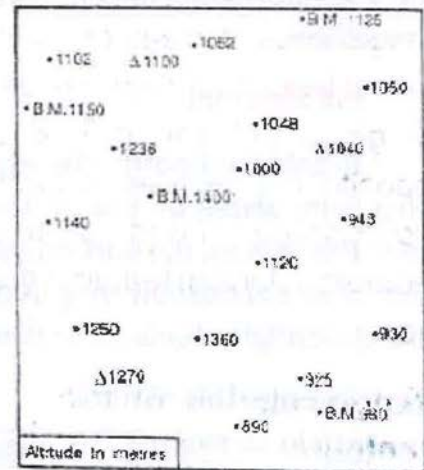 B.M. 1125
•1062
•1102
Δ1100
•1050
•B.M.1150
•1048
•1236
Δ1040
•1000
•B.M.1400
•1140
•943
•1120
•1250
•1360
•930
Δ1270
•925
•B.M.980
•890
Altitude in metres